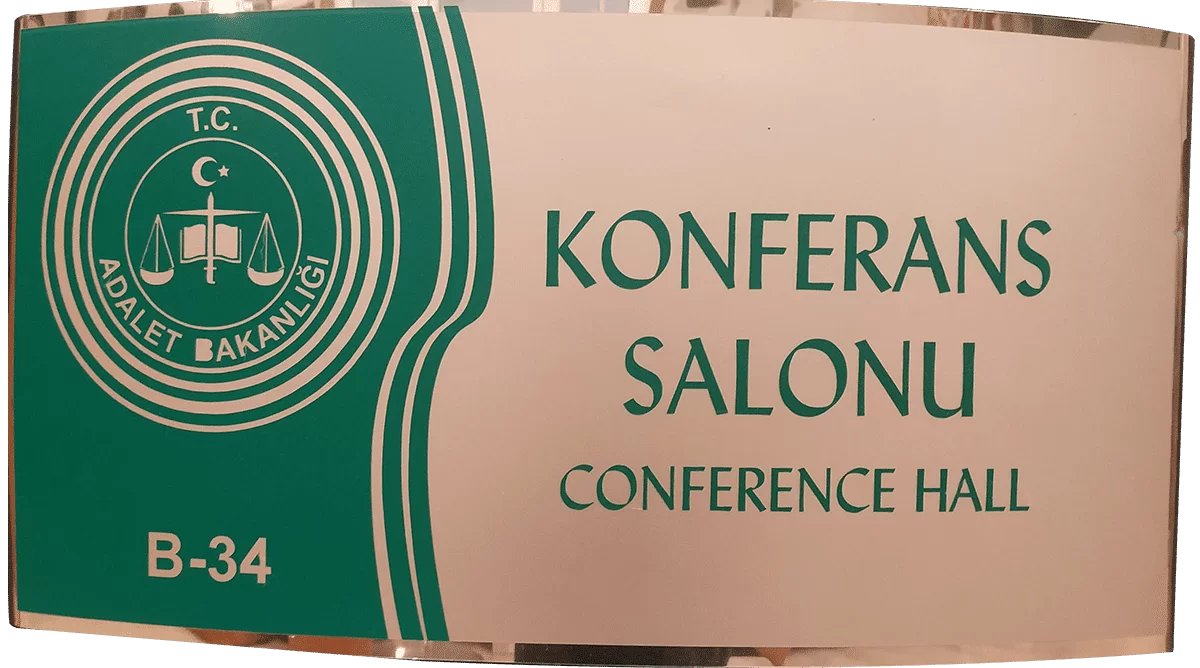 T.C.
ADALET BAKANLIĞI
B-34
KONFERANS
SALONU
CONFERENCE HALL